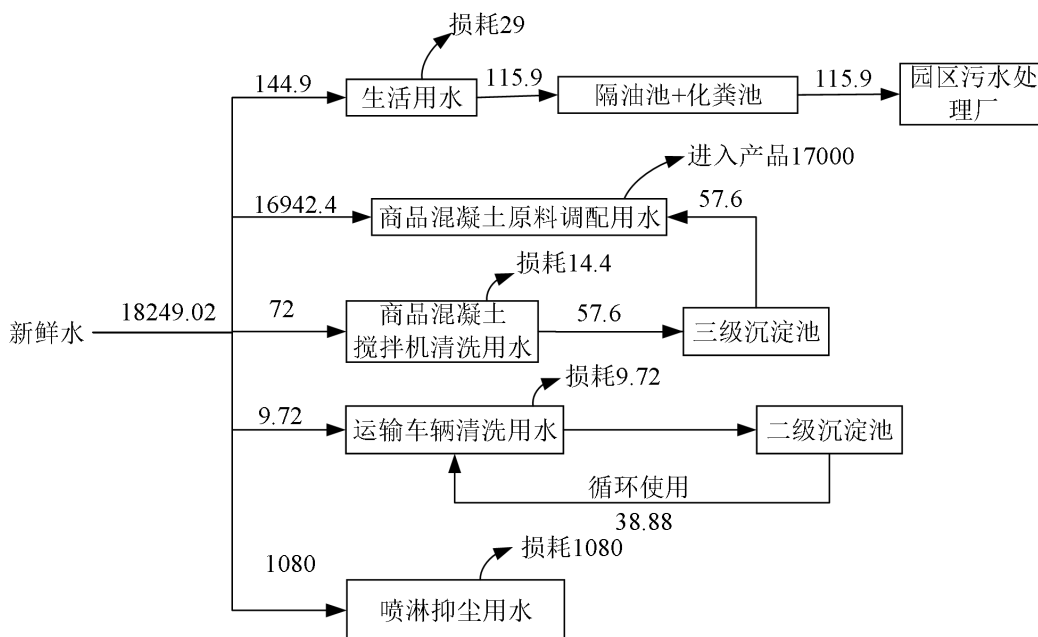 损耗29
144.9
生活用水
115.9
隔油池+化粪池
115.9
园区污水处
理厂
进入产品17000
16942.4
商品混凝土原料调配用水
57.6
损耗14.4
新鲜水
18249.02
72
商品混凝土
搅拌机清洗用水
57.6
三级沉淀池
损耗9.72
9.72
运输车辆清洗用水
二级沉淀池
循环使用
38.88
损耗1080
1080
喷淋抑尘用水